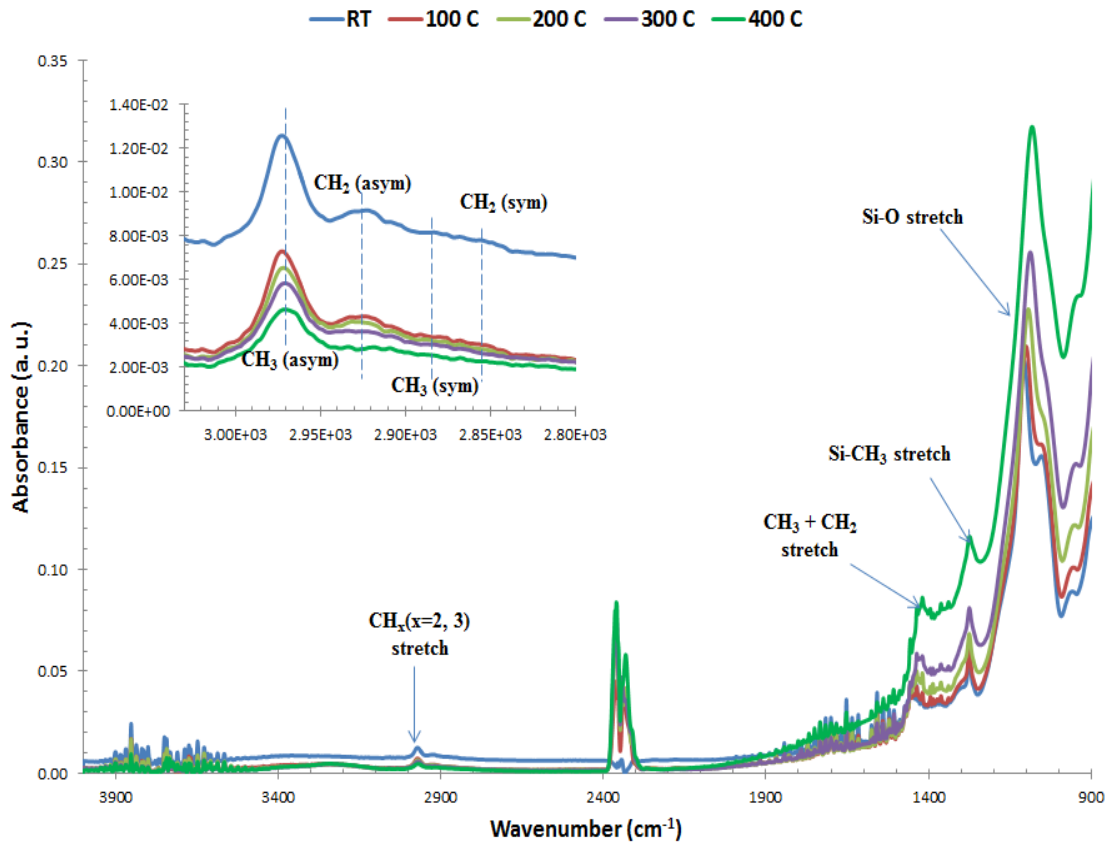 RT 100 C 200 C 300 C 400 C
0.35
0.30
0.25
0.20
0.15
0.10
0.05
0.00
Absorbance (a. u.)
1.40E-02
1.20E-02
1.00E-02
8.00E-03
6.00E-03
4.00E-03
2.00E-03
0.00E+00
CH₂ (asym)
CH₂ (sym)
CH₃ (asym)
CH₃ (sym)
3.00E+03 2.95E+03 2.90E+03 2.85E+03 2.80E+03
Si-O stretch
Si-CH₃ stretch
CH₃ + CH₂
stretch
CHₓ(x=2, 3)
stretch
3900 3400 2900 2400 1900 1400 900
Wavenumber (cm⁻¹)